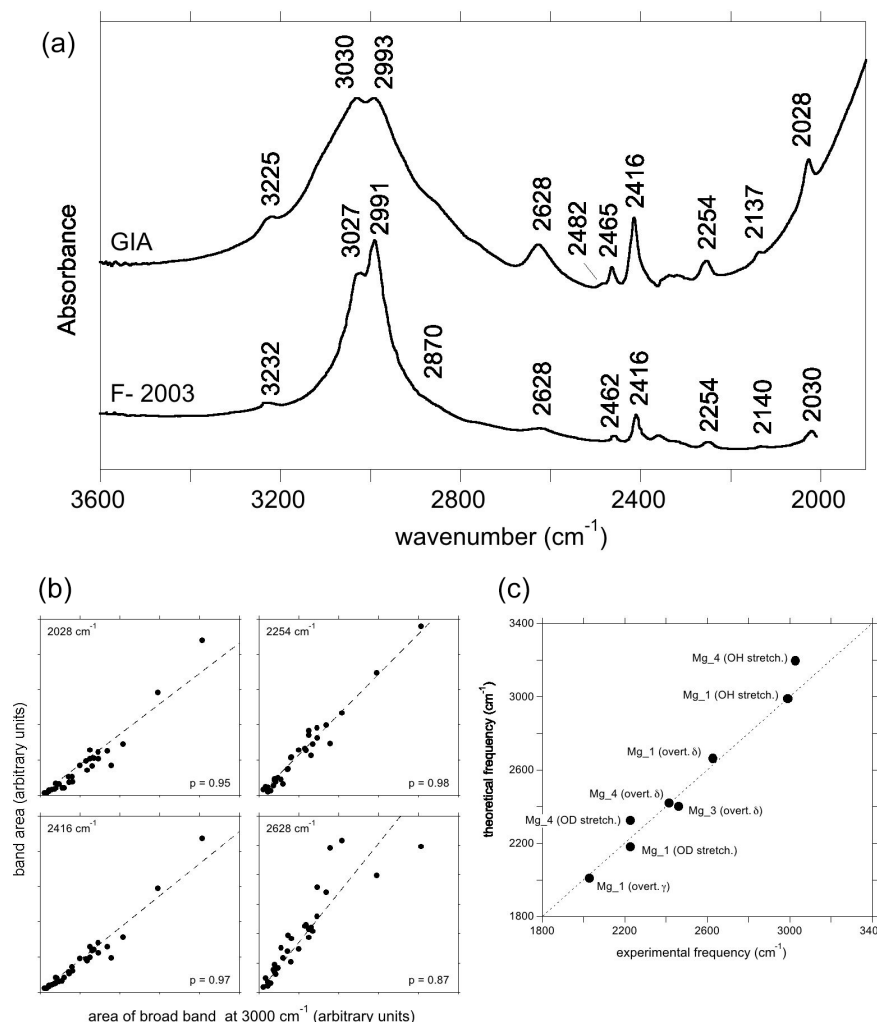 (a)
3030
2993
3225
2628
2482
2465
2416
2254
2137
2028
GIA
3027
2991
3232
2870
2628
2462
2416
2254
2140
2030
F- 2003
Absorbance
3600
3200
2800
2400
2000
wavenumber (cm-1)
(b)
2028 cm-1
p = 0.95
2254 cm-1
p = 0.98
2416 cm-1
p = 0.97
2628 cm-1
p = 0.87
band area (arbitrary units)
area of broad band at 3000 cm-1 (arbitrary units)
(c)
3400
3000
2600
2200
1800
theoretical frequency (cm-1)
Mg_4 (OH stretch.)
Mg_1 (OH stretch.)
Mg_1 (overt. δ)
Mg_4 (overt. δ)
Mg_3 (overt. δ)
Mg_4 (OD stretch.)
Mg_1 (OD stretch.)
Mg_1 (overt. γ)
1800
2200
2600
3000
340
experimental frequency (cm-1)